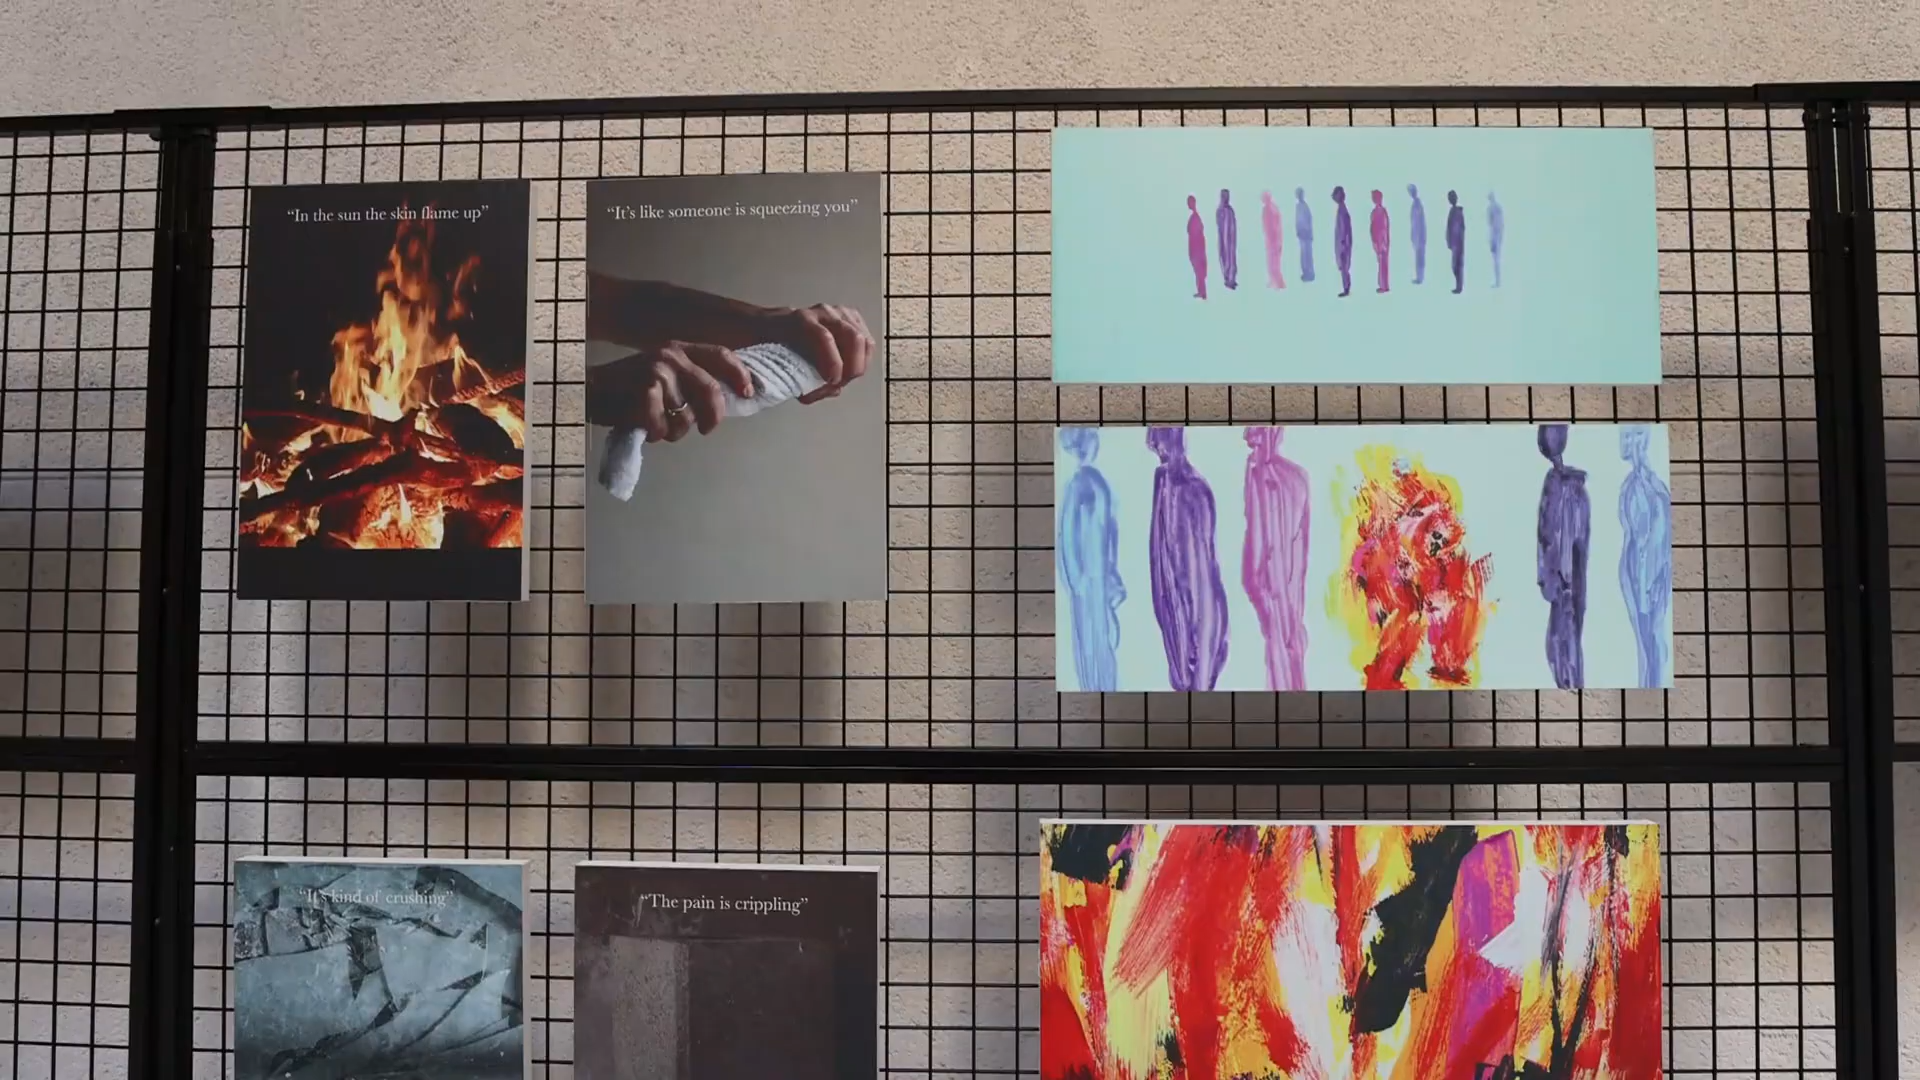 “In the sun the skin flame up”
“It’s like someone is squeezing you”
“It’s kind of crushing”
“The pain is crippling”